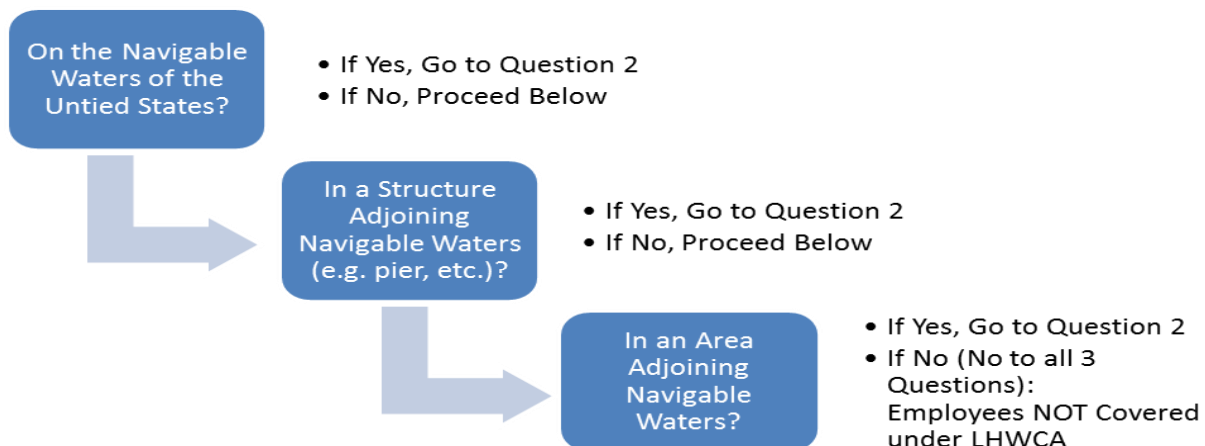 On the Navigable
Waters of the
Untied States?
• If Yes, Go to Question 2
• If No, Proceed Below
In a Structure
Adjoining
Navigable Waters
(e.g. pier, etc.)?
• If Yes, Go to Question 2
• If No, Proceed Below
In an Area
Adjoining
Navigable
Waters?
• If Yes, Go to Question 2
• If No (No to all 3
Questions):
Employees NOT Covered
under LHWCA